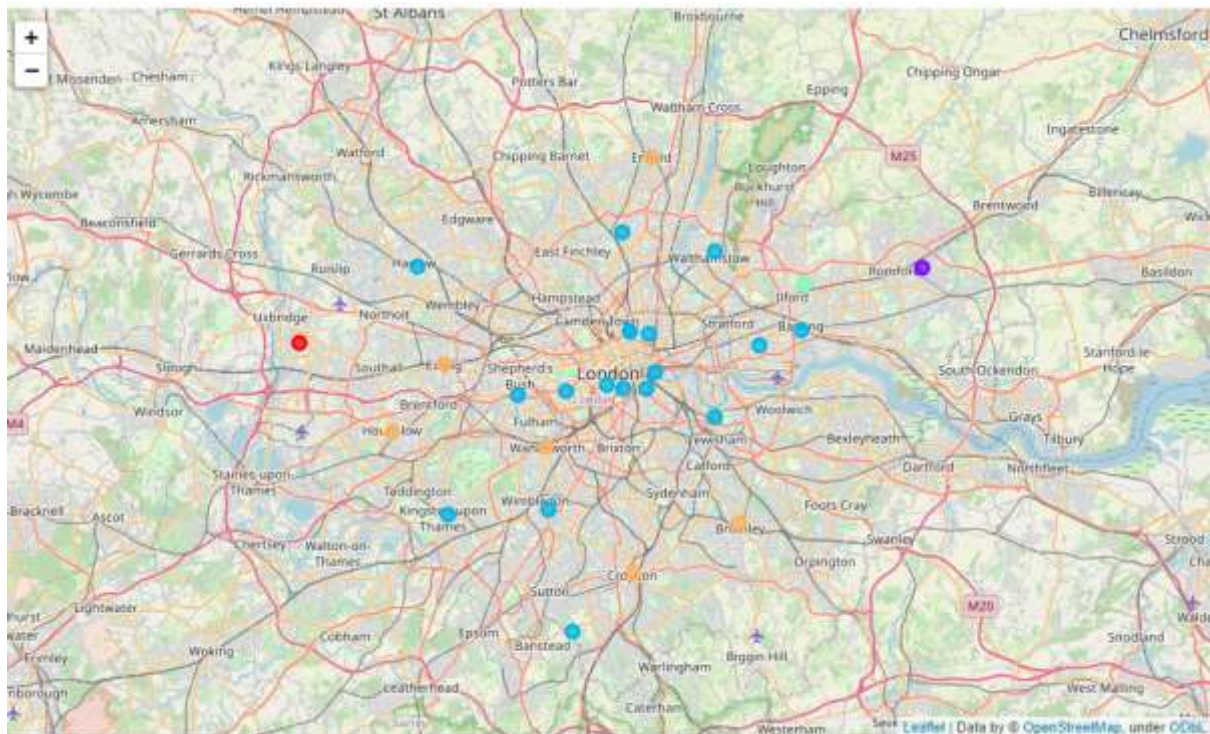 St Albans
Broxbourne
Chelmsford
+
−
Kings Langley
Chipping Ongar
Missenden
Chesham
Potters Bar
Epping
Waltham Cross
Amersham
Ingatestone
Watford
Chipping Barnet
Enfield
M25
Loughton
Rickmansworth
Buckhurst
Hill
Wycombe
Billericay
Brentwood
Beaconsfield
Edgware
Gerrards Cross
East Finchley
Walthamstow
Ruislip
Harrow
Romford
Basildon
Wembley
Hampstead
Ilford
Uxbridge
Northolt
Camden Town
Stratford
Barking
Maidenhead
Slough
Southall
Ealing
Shepherd's
Bush
London
South Ockendon
Stanford le
Hope
Windsor
Brentford
Woolwich
Grays
M4
Hounslow
Fulham
Wandsworth
Brixton
Lewisham
Bexleyheath
Tilbury
Staines upon
Thames
Catford
Dartford
Northfleet
Teddington
Sydenham
Bracknell
Ascot
Kingston upon
Thames
Wimbledon
Foots Cray
Chertsey
Walton-on-
Thames
Bromley
Swanley
Strood
Croydon
Orpington
Sutton
Lightwater
M20
Cobham
Epsom
Banstead
Woking
Biggin Hill
Snodland
Warlingham
Leatherhead
West Malling
Caterham
Westerham
Leaflet | Data by © OpenStreetMap, under ODbL.